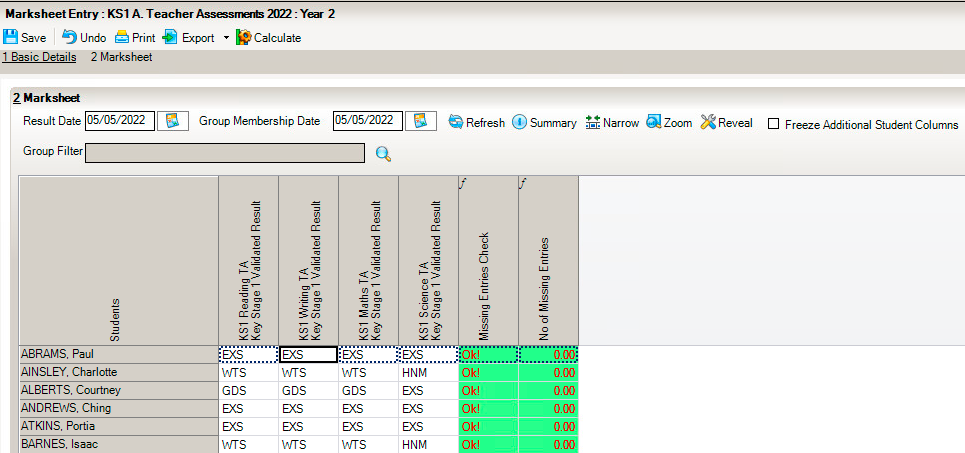 Marksheet Entry : KS1 A. Teacher Assessments 2022 : Year 2
Save Undo Print Export Calculate
1 Basic Details 2 Marksheet
2 Marksheet
Result Date 05/05/2022 Group Membership Date 05/05/2022 Refresh Summary Narrow Zoom Reveal Freeze Additional Student Columns
Group Filter
Students
KS1 Reading TA
Key Stage 1 Validated Result
KS1 Writing TA
Key Stage 1 Validated Result
KS1 Maths TA
Key Stage 1 Validated Result
KS1 Science TA
Key Stage 1 Validated Result
f Missing Entries Check
f No of Missing Entries
ABRAMS, Paul EXS EXS EXS EXS Ok! 0.00
AINSLEY, Charlotte WTS WTS WTS HNM Ok! 0.00
ALBERTS, Courtney GDS GDS GDS EXS Ok! 0.00
ANDREWS, Ching EXS EXS EXS EXS Ok! 0.00
ATKINS, Portia EXS EXS EXS EXS Ok! 0.00
BARNES, Isaac WTS WTS WTS HNM Ok! 0.00